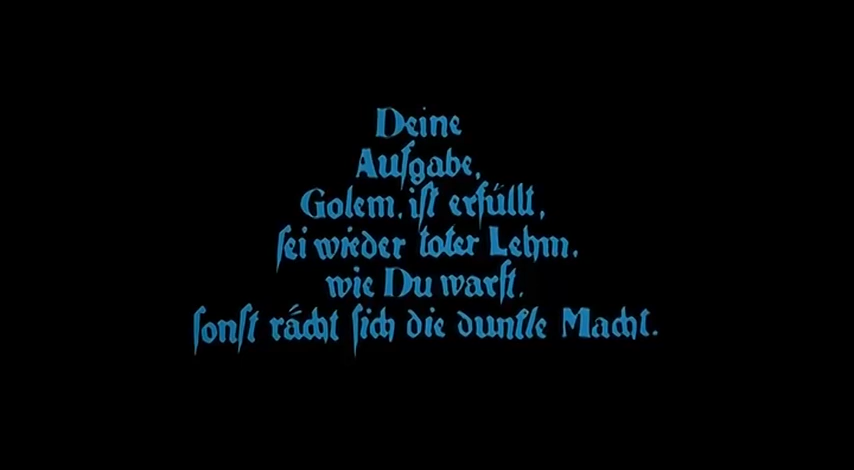 Deine
Aufgabe,
Golem, iſt erfüllt,
ſei wieder toter Lehm,
wie Du warſt,
ſonſt rächt ſich die dunkle Macht.